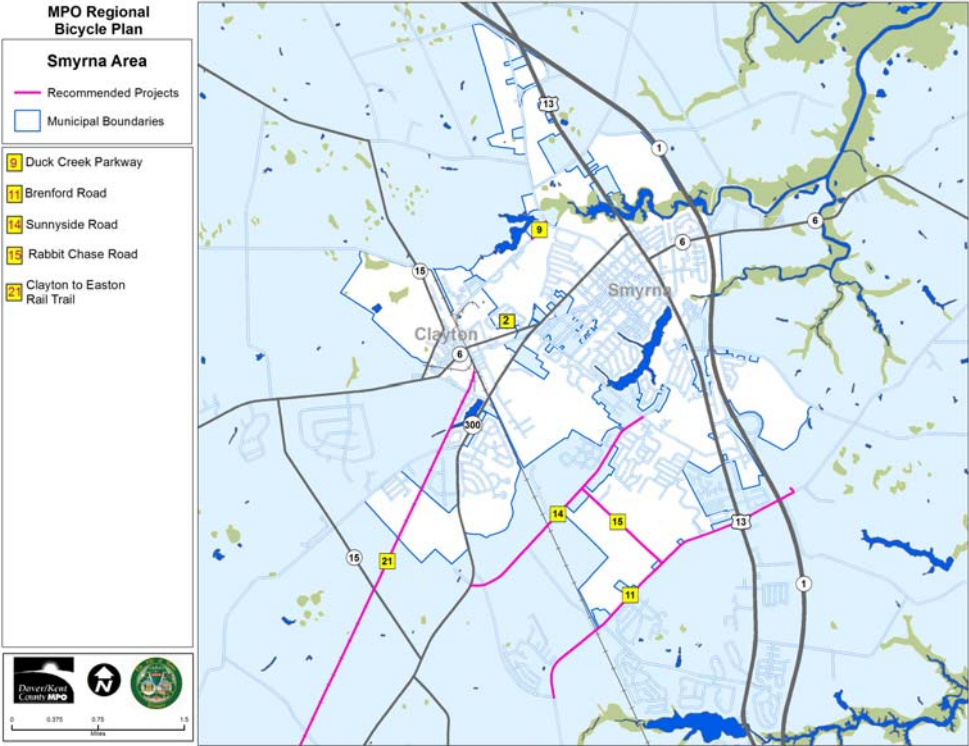 MPO Regional
Bicycle Plan
Smyrna Area
Recommended Projects
Municipal Boundaries
9 Duck Creek Parkway
11 Brenford Road
14 Sunnyside Road
15 Rabbit Chase Road
21 Clayton to Easton
Rail Trail
Dover/Kent
County MPO
N
0 0.375 0.75 1.5
Miles
13
1
6
6
9
15
Smyrna
2
Clayton
6
300
14
15
13
15
21
1
11